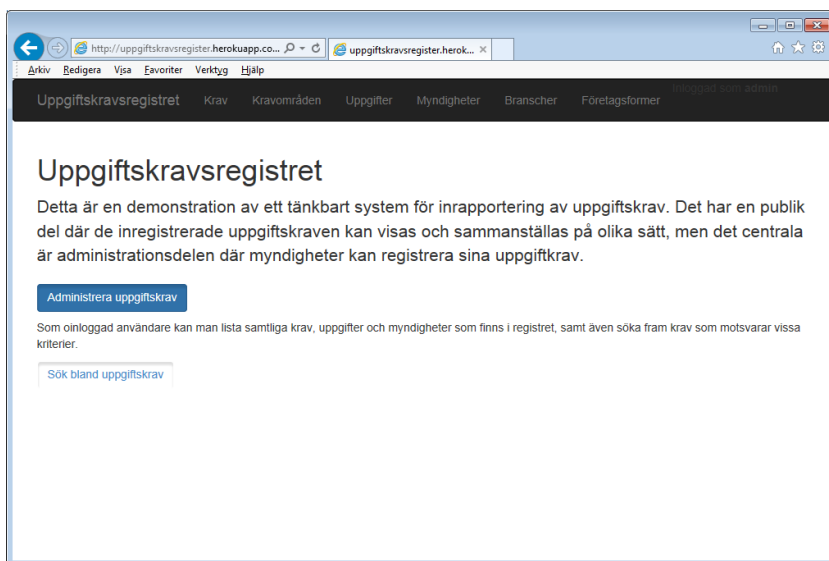 http://uppgiftskravsregister.herokuapp.co...
uppgiftskravsregister.herok...
Arkiv Redigera Visa Favoriter Verktyg Hjälp
Uppgiftskravsregistret Krav Kravområden Uppgifter Myndigheter Branscher Företagsformer Inloggad som admin
Uppgiftskravsregistret
Detta är en demonstration av ett tänkbart system för inrapportering av uppgiftskrav. Det har en publik
del där de inregistrerade uppgiftskraven kan visas och sammanställas på olika sätt, men det centrala
är administrationsdelen där myndigheter kan registrera sina uppgiftkrav.
Administrera uppgiftskrav
Som oinloggad användare kan man lista samtliga krav, uppgifter och myndigheter som finns i registret, samt även söka fram krav som motsvarar vissa
kriterier.
Sök bland uppgiftskrav